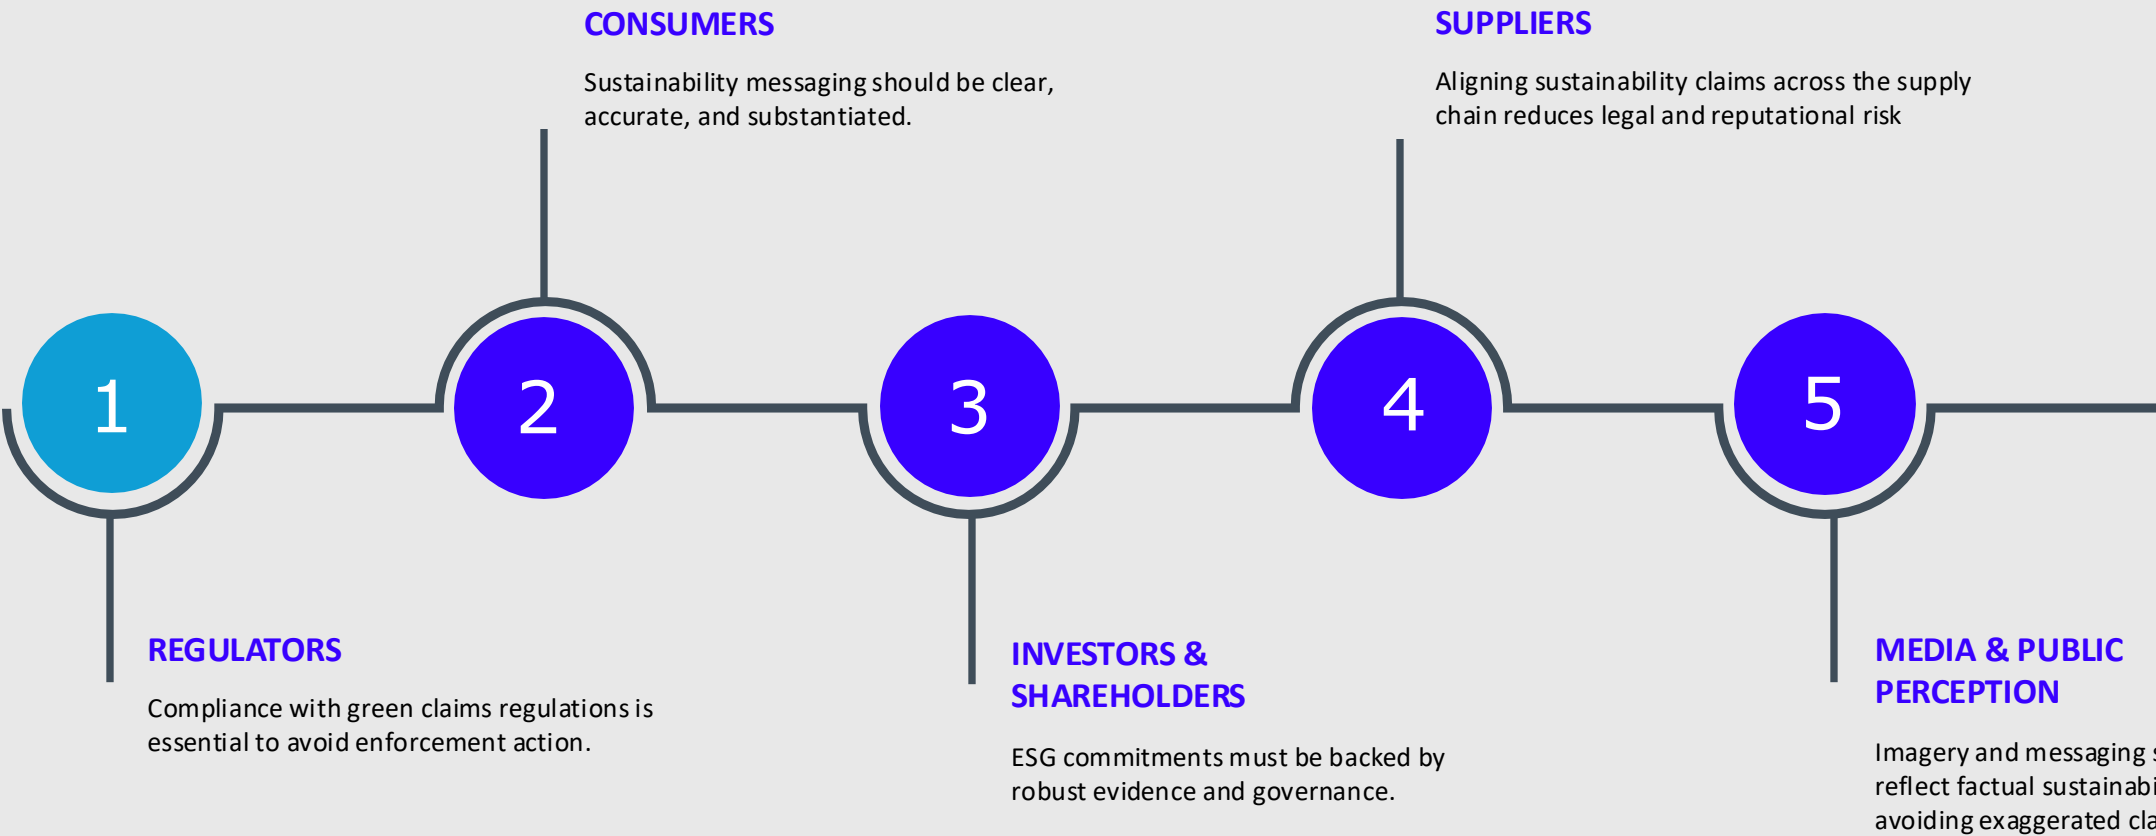 CONSUMERS
Sustainability messaging should be clear,
accurate, and substantiated.
SUPPLIERS
Aligning sustainability claims across the supply
chain reduces legal and reputational risk
1
2
3
4
5
REGULATORS
Compliance with green claims regulations is
essential to avoid enforcement action.
INVESTORS &
SHAREHOLDERS
ESG commitments must be backed by
robust evidence and governance.
MEDIA & PUBLIC
PERCEPTION
Imagery and messaging
reflect factual
avoiding exaggerated